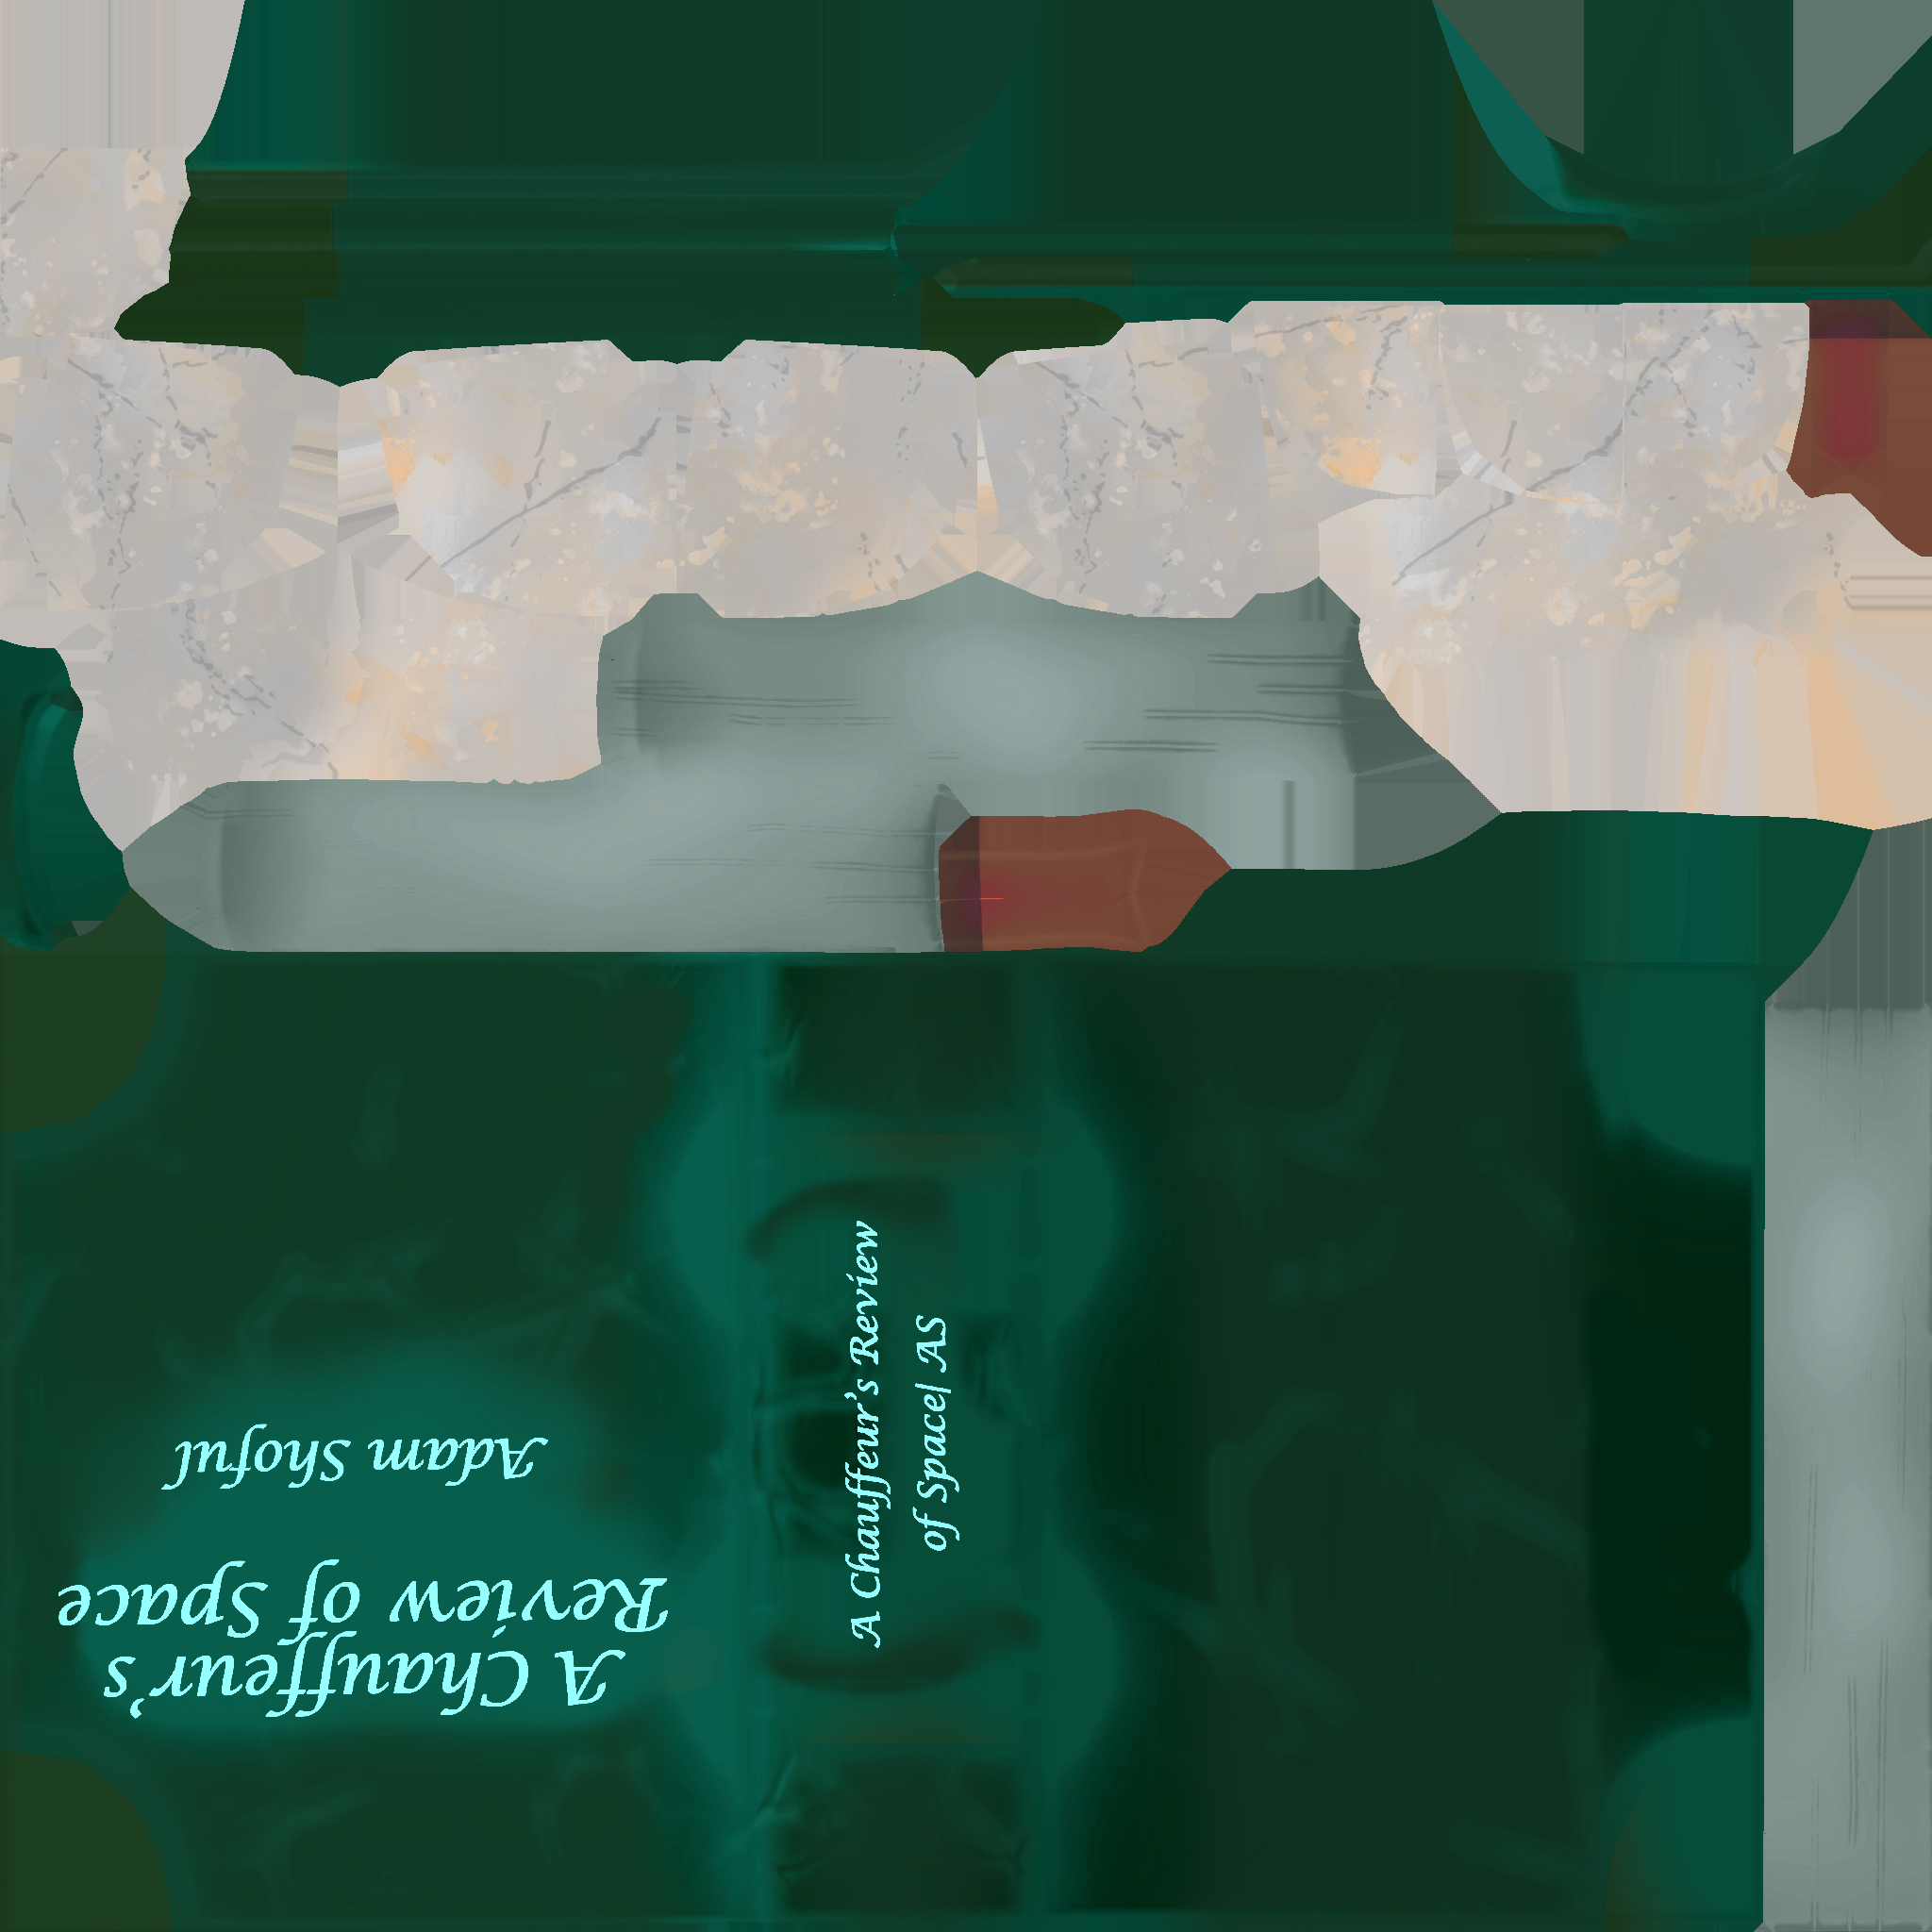 A Chauffeur's
Review of Space
Adam Shoful
A Chauffeur's Review
of Space| AS